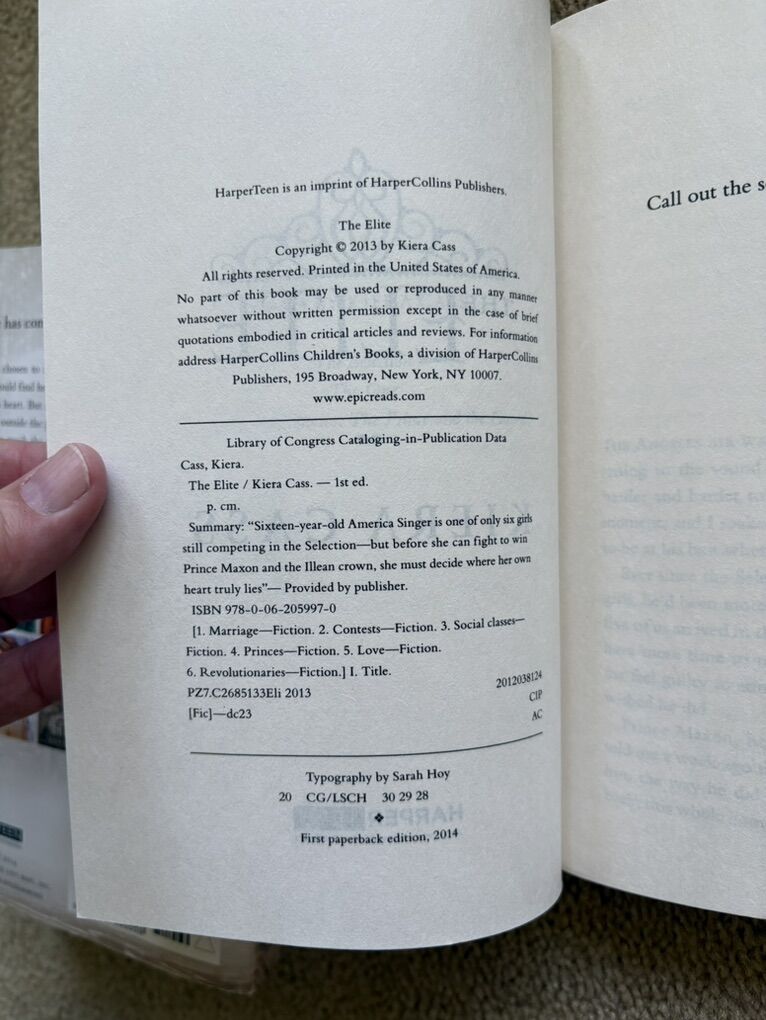 HarperTeen is an imprint of HarperCollins Publishers.
The Elite
Copyright © 2013 by Kiera Cass
All rights reserved. Printed in the United States of America.
No part of this book may be used or reproduced in any manner
whatsoever without written permission except in the case of brief
quotations embodied in critical articles and reviews. For information
address HarperCollins Children's Books, a division of HarperCollins
Publishers, 195 Broadway, New York, NY 10007.
www.epicreads.com
Library of Congress Cataloging-in-Publication Data
Cass, Kiera.
The Elite / Kiera Cass. — 1st ed.
p. cm.
Summary: "Sixteen-year-old America Singer is one of only six girls
still competing in the Selection—but before she can fight to win
Prince Maxon and the Illean crown, she must decide where her own
heart truly lies"— Provided by publisher.
ISBN 978-0-06-205997-0
[1. Marriage—Fiction. 2. Contests—Fiction. 3. Social classes—
Fiction. 4. Princes—Fiction. 5. Love—Fiction.
6. Revolutionaries—Fiction.] I. Title.
PZ7.C2685133Eli 2013 2012038124
CIP
[Fic]—dc23 AC
Typography by Sarah Hoy
20 CG/LSCH 30 29 28
❖
First paperback edition, 2014
Call out the
has